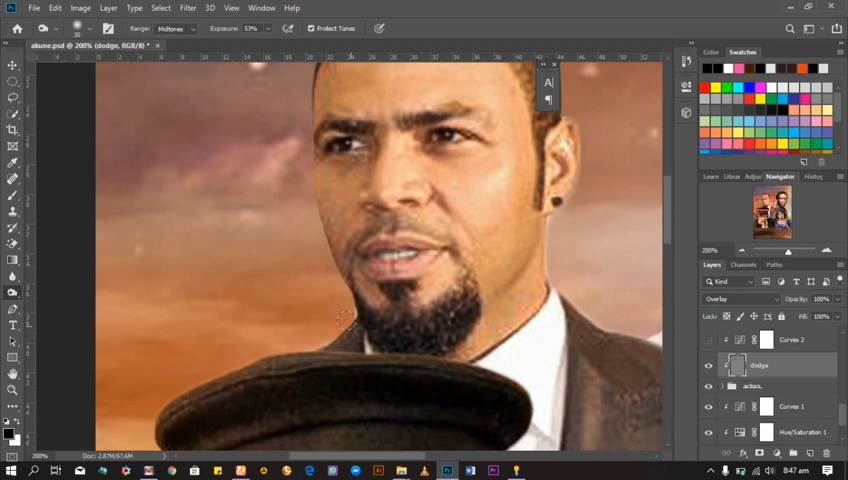 File Edit Image Layer Type Select Filter 3D View Window Help
30 Range: Midtones Exposure: 53% Protect Tones
akune.psd @ 200% (dodge, RGB/8) *
Color Swatches
Learn Librar Adjus Navigator Histog
200%
Layers Channels Paths
Kind
Overlay Opacity: 100%
Lock: Fill: 100%
Curves 2
dodge
actors.
Curves 1
Hue/Saturation 1
200% Doc: 2.87M/67.6M
8:47 am